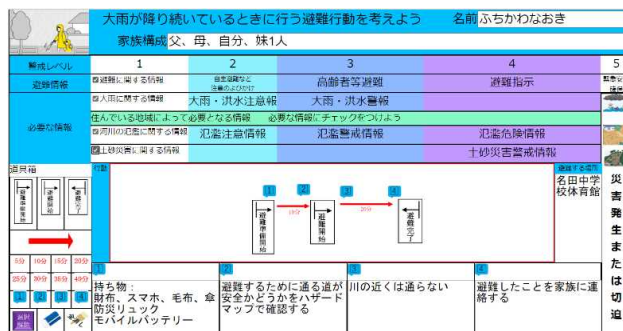 大雨が降り続いているときに行う避難行動を考えよう
名前 ふちかわなおき
家族構成 父、母、自分、妹1人
警戒レベル 1 2 3 4 5
避難情報
避難に関する情報
自主避難など
注意のよびかけ
高齢者等避難
避難指示
必要な情報
大雨に関する情報
大雨・洪水注意報
大雨・洪水警報
住んでいる地域によって必要となる情報 必要な情報にチェックをつけよう
河川の氾濫に関する情報
氾濫注意情報
氾濫警戒情報
氾濫危険情報
土砂災害に関する情報
土砂災害警戒情報
道具箱
避難準備開始
避難開始
避難完了
5分 10分 15分 20分
25分 30分 35分 40分
1 2 3 4
行動
1 2 3 4
避難準備開始
避難開始
避難完了
避難する場所
名田中学
校体育館
災害発生または切迫
1
持ち物:
財布、スマホ、毛布、傘
防災リュック
モバイルバッテリー
2
避難するために通る道が
安全かどうかをハザード
マップで確認する
3
川の近くは通らない
4
避難したことを家族に連
絡する